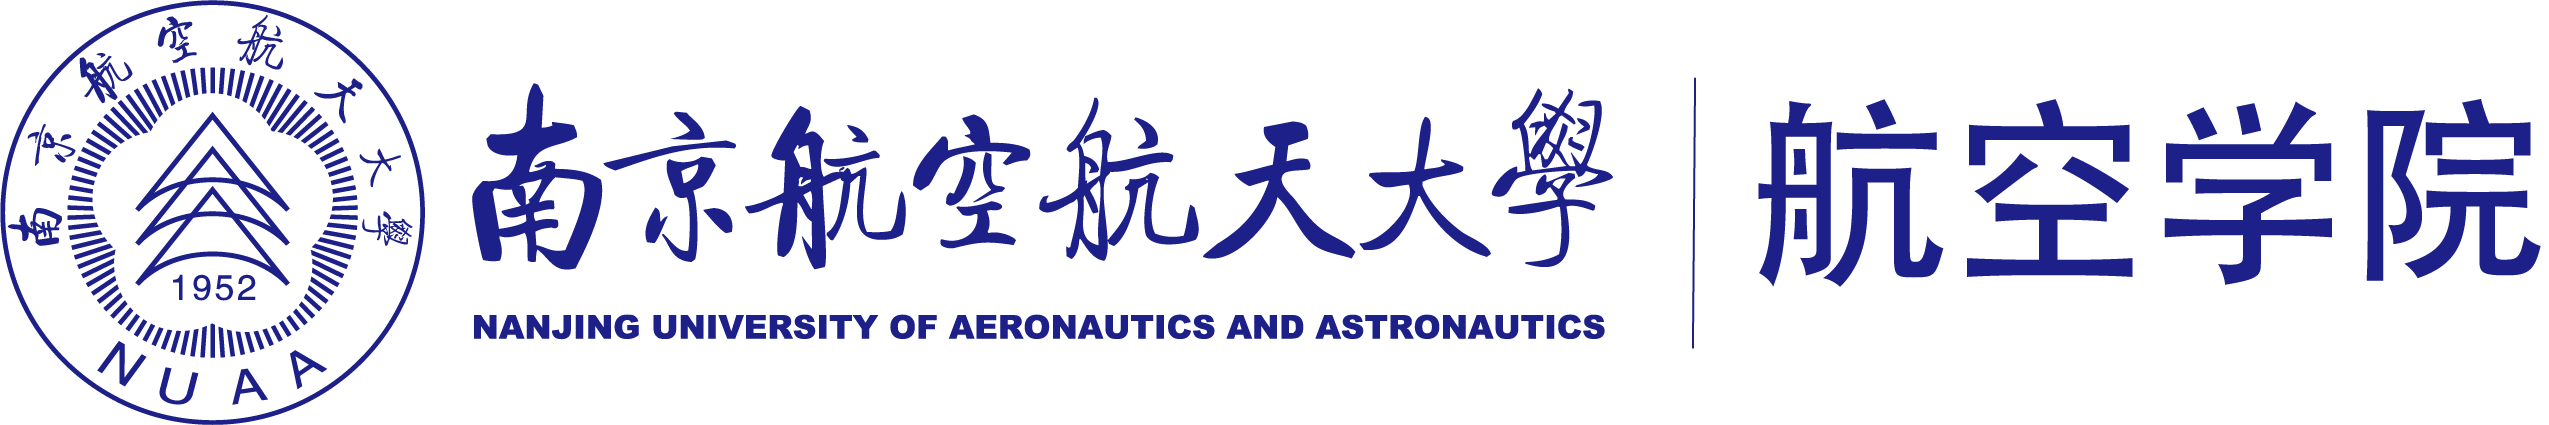 南京航空航天大學
1952
NUAA
南京航空航天大學
NANJING UNIVERSITY OF AERONAUTICS AND ASTRONAUTICS
航空学院